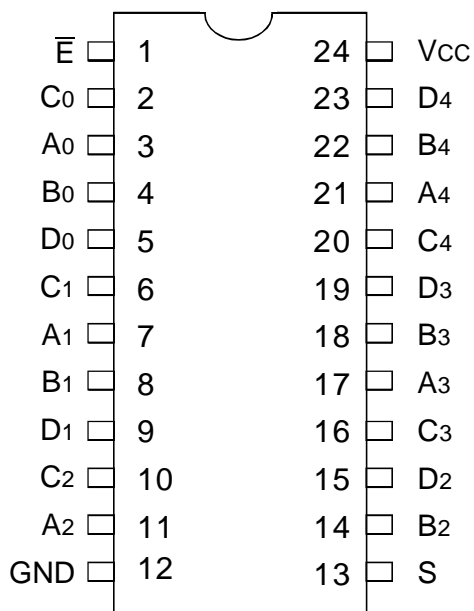 E̅ 1 24 VCC
C0 2 23 D4
A0 3 22 B4
B0 4 21 A4
D0 5 20 C4
C1 6 19 D3
A1 7 18 B3
B1 8 17 A3
D1 9 16 C3
C2 10 15 D2
A2 11 14 B2
GND 12 13 S